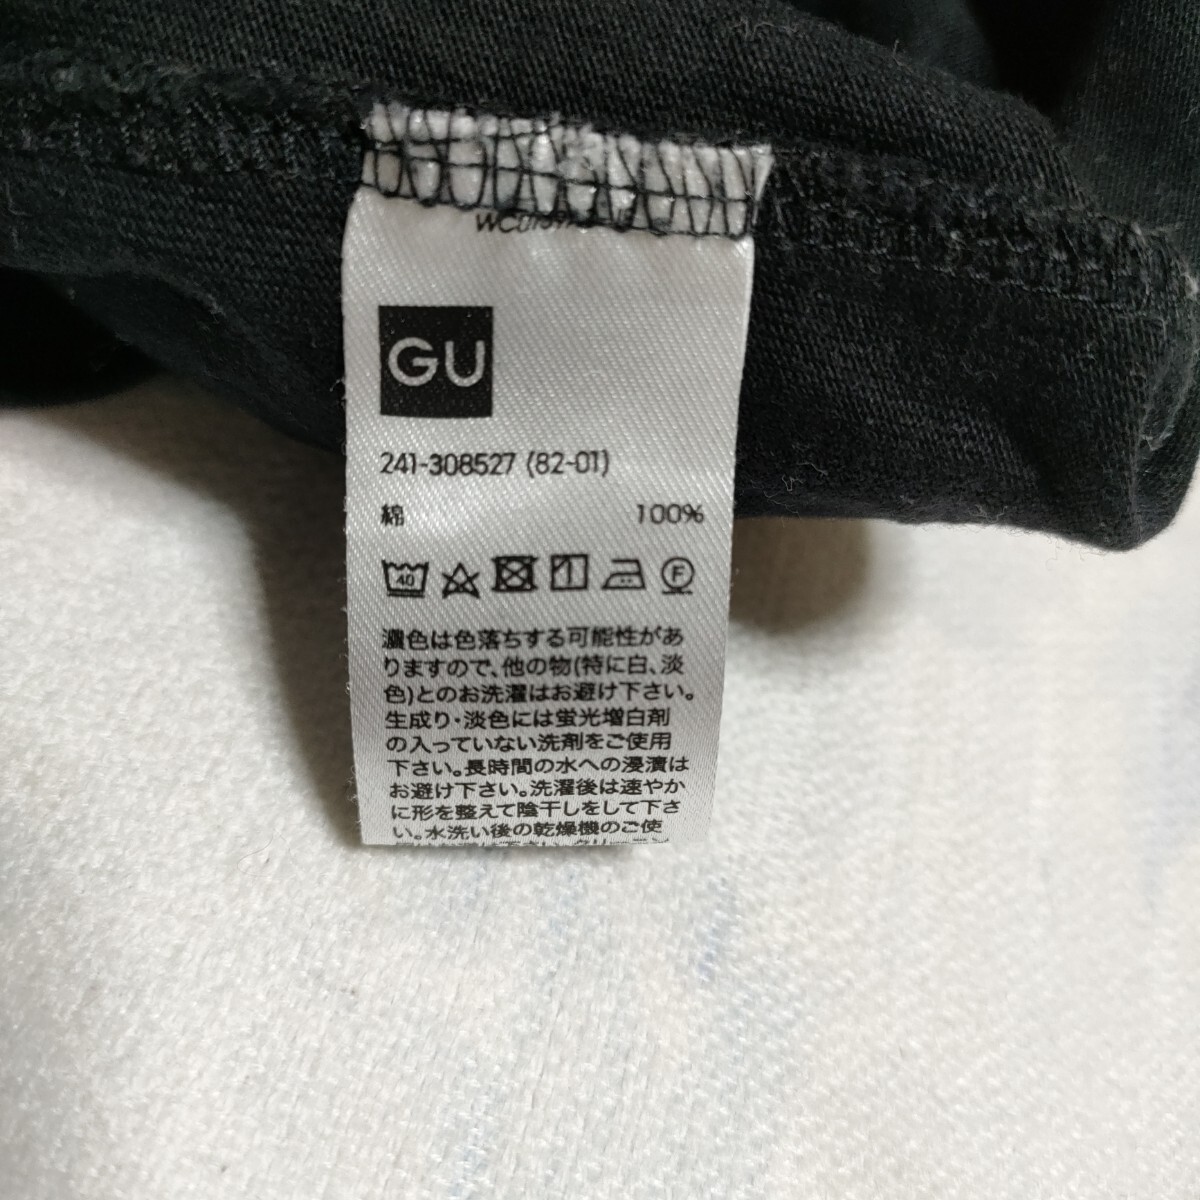 GU
241-308527 (82-01)
綿 100%
40 F
濃色は色落ちする可能性があ
りますので、他の物(特に白、淡
色)とのお洗濯はお避け下さい。
生成り・淡色には蛍光増白剤
の入っていない洗剤をご使用
下さい。長時間の水への浸漬は
お避け下さい。洗濯後は速やか
に形を整えて陰干しをして下さ
い。水洗い後の乾燥機のご使